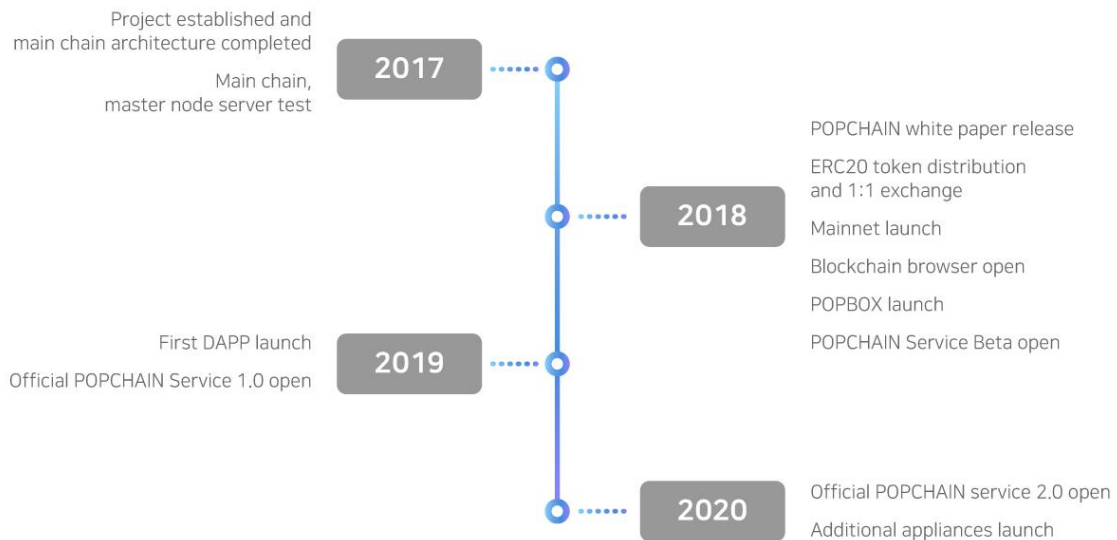 Project established and
main chain architecture completed
Main chain,
master node server test
2017
2018
POPCHAIN white paper release
ERC20 token distribution
and 1:1 exchange
Mainnet launch
Blockchain browser open
POPBOX launch
POPCHAIN Service Beta open
First DAPP launch
Official POPCHAIN Service 1.0 open
2019
2020
Official POPCHAIN service 2.0 open
Additional appliances launch